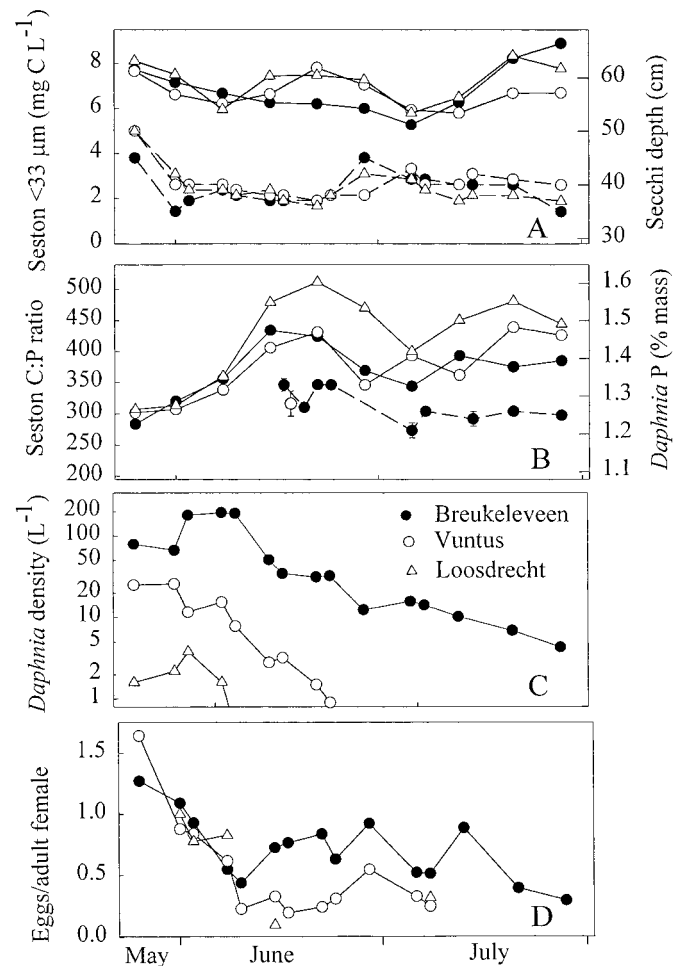 Seston <33 µm (mg C L-1)
8
6
4
2
0
60
50
40
30
Secchi depth (cm)
A
Seston C:P ratio
500
450
400
350
300
250
200
1.6
1.5
1.4
1.3
1.2
1.1
Daphnia P (% mass)
B
Daphnia density (L-1)
200
100
50
20
10
5
2
1
Breukeleveen
Vuntus
Loosdrecht
C
Eggs/adult female
1.5
1.0
0.5
0.0
D
May June July